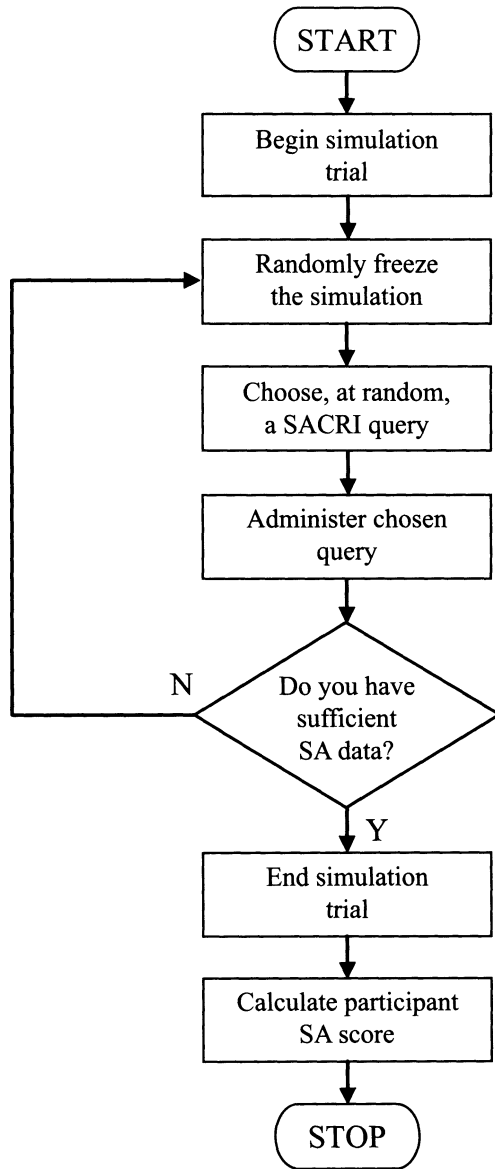 START
Begin simulation
trial
Randomly freeze
the simulation
Choose, at random,
a SACRI query
Administer chosen
query
N
Do you have
sufficient
SA data?
Y
End simulation
trial
Calculate participant
SA score
STOP